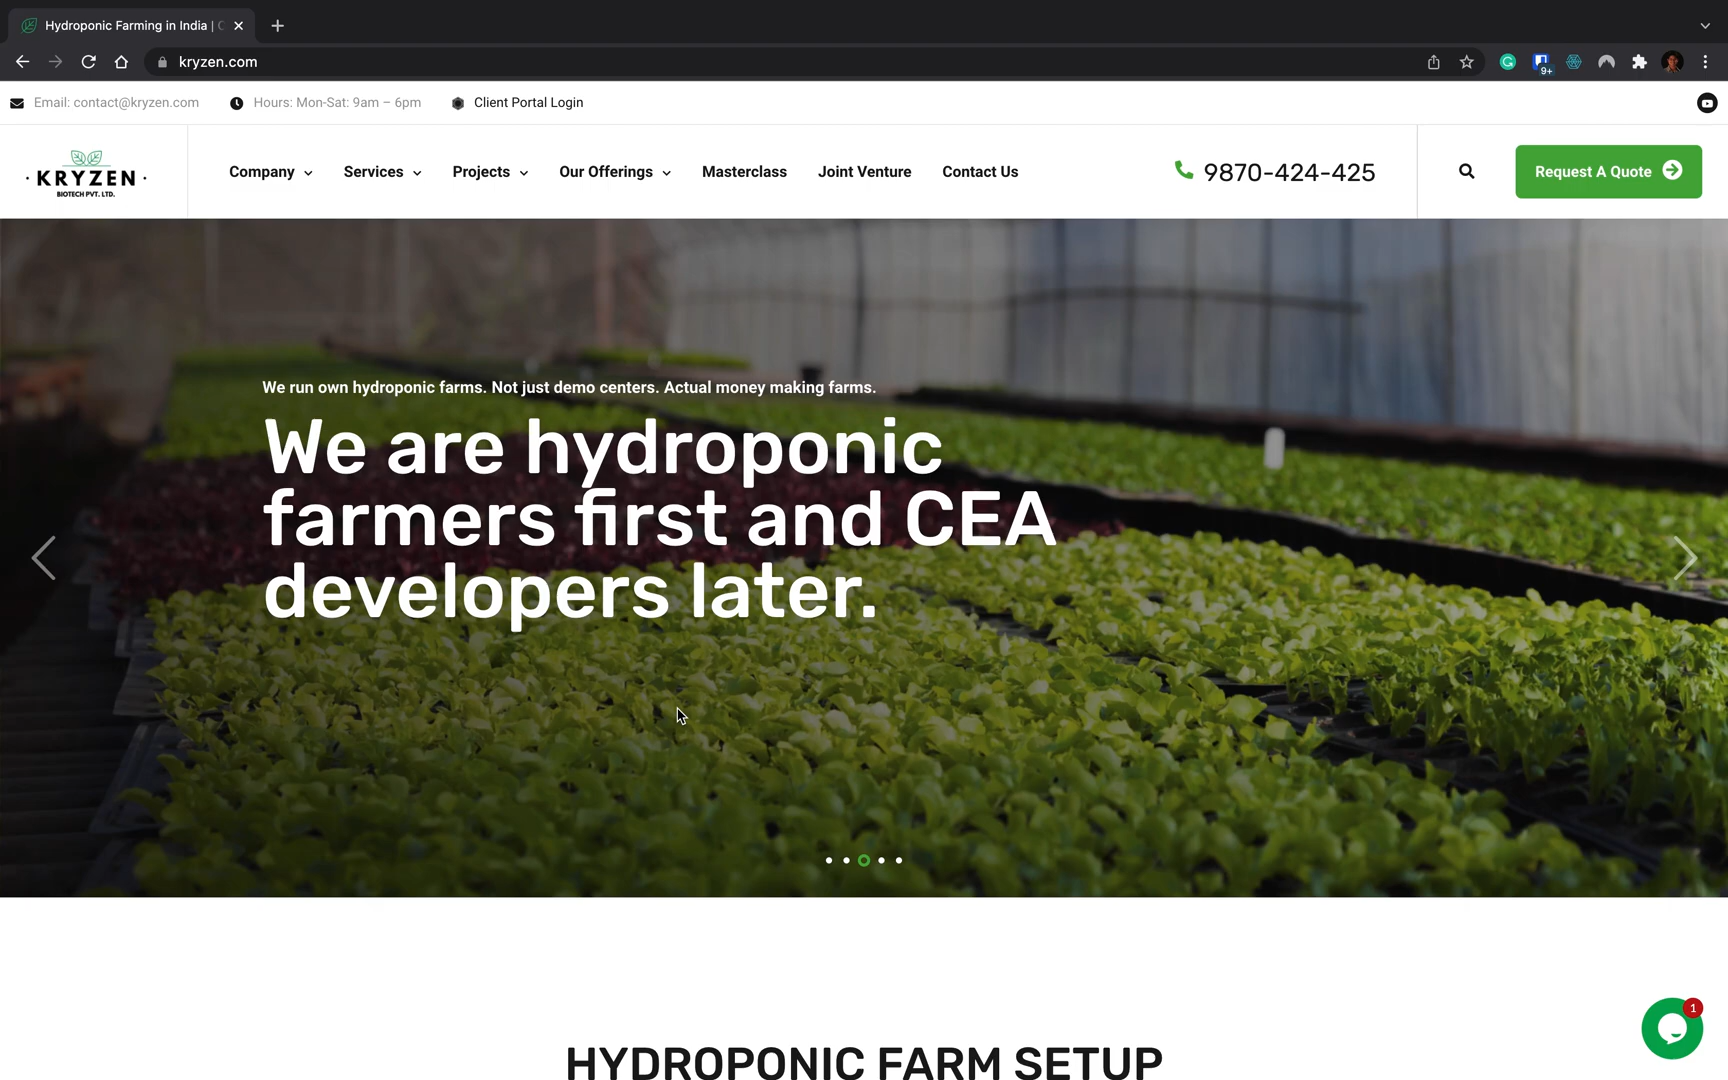 Hydroponic Farming in India |
kryzen.com
9+
Email: contact@kryzen.com
Hours: Mon-Sat: 9am – 6pm
Client Portal Login
KRYZEN
BIOTECH PVT. LTD.
Company
Services
Projects
Our Offerings
Masterclass
Joint Venture
Contact Us
9870-424-425
Request A Quote
We run own hydroponic farms. Not just demo centers. Actual money making farms.
We are hydroponic
farmers first and CEA
developers later.
1
HYDROPONIC FARM SETUP